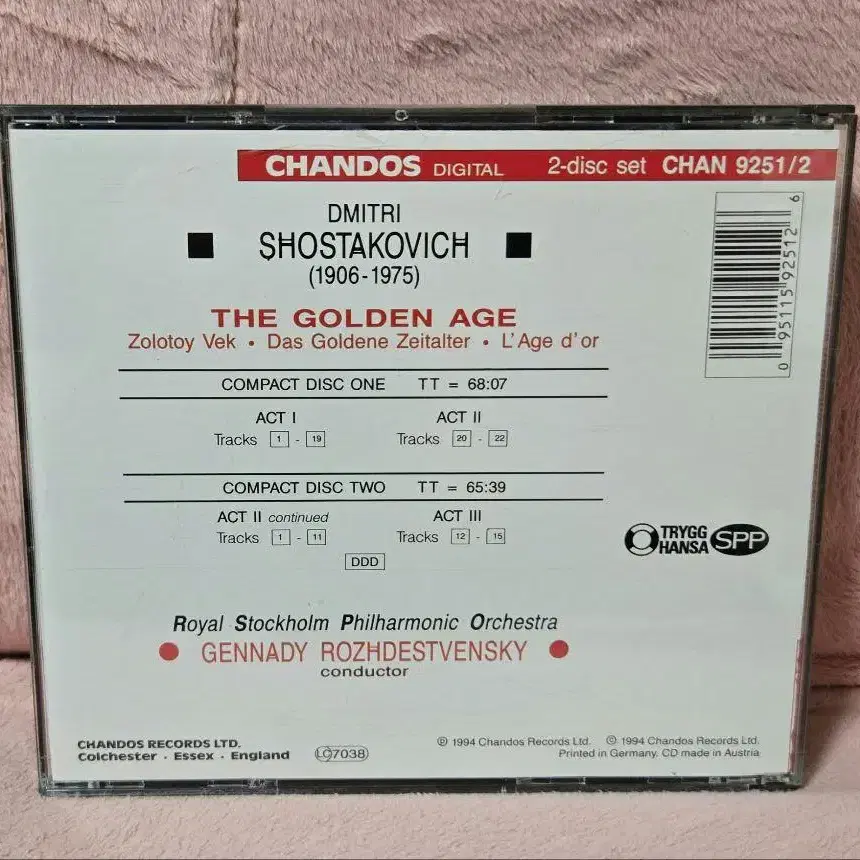 CHANDOS DIGITAL 2-disc set CHAN 9251/2
DMITRI
SHOSTAKOVICH
(1906-1975)
THE GOLDEN AGE
Zolotoy Vek • Das Goldene Zeitalter • L'Age d'or
COMPACT DISC ONE TT = 68:07
ACT I ACT II
Tracks 1 - 19 Tracks 20 - 22
COMPACT DISC TWO TT = 65:39
ACT II continued ACT III
Tracks 1 - 11 Tracks 12 - 15
DDD
0 95115 92512 6
TRYGG
HANSA SPP
Royal Stockholm Philharmonic Orchestra
GENNADY ROZHDESTVENSKY
conductor
CHANDOS RECORDS LTD.
Colchester · Essex · England
LC7038
℗ 1994 Chandos Records Ltd. © 1994 Chandos Records Ltd.
Printed in Germany. CD made in Austria